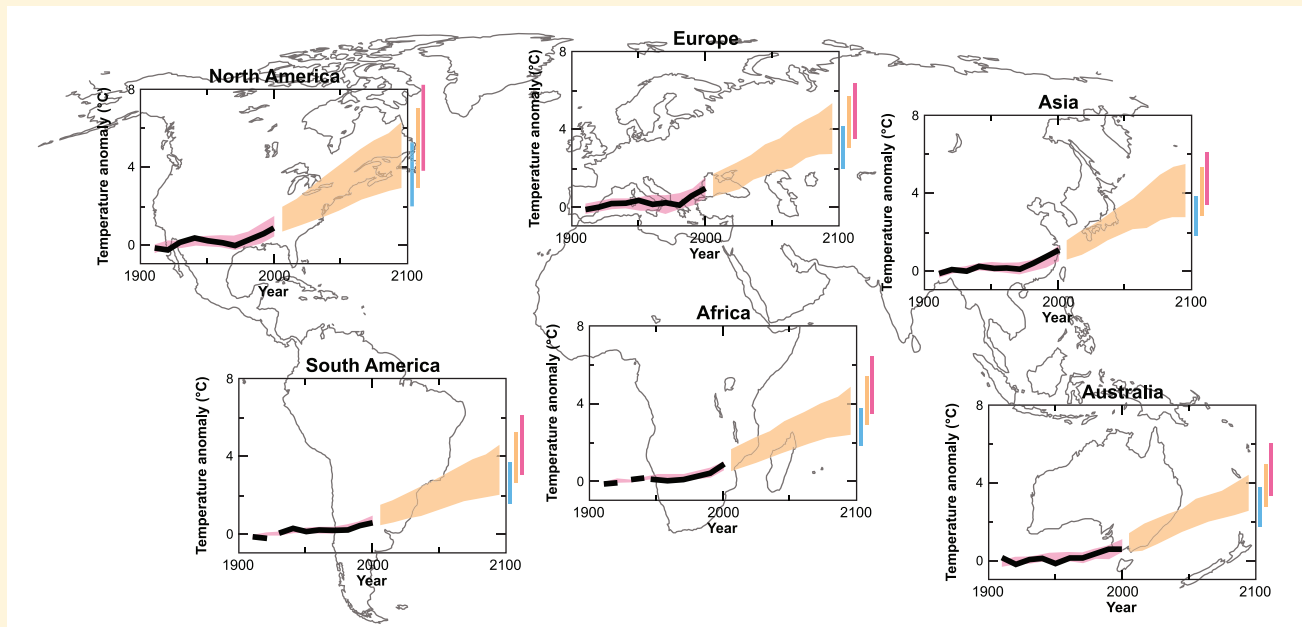 North America
Temperature anomaly (°C)
8
4
0
1900
2000
2100
Year
Europe
Temperature anomaly (°C)
8
4
0
1900
2000
2100
Asia
Temperature anomaly (°C)
8
4
0
1900
2000
2100
Year
South America
Temperature anomaly (°C)
8
4
0
1900
2000
2100
Year
Africa
Temperature anomaly (°C)
8
4
0
1900
2000
2100
Year
Australia
Temperature anomaly (°C)
8
4
0
1900
2000
2100
Year